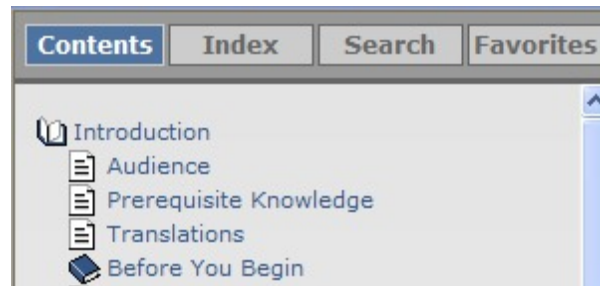 Contents Index Search Favorites
Introduction
Audience
Prerequisite Knowledge
Translations
Before You Begin